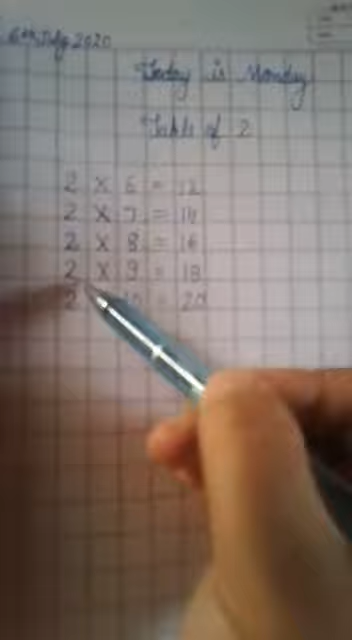 6th July 2020
Today is Monday
Table of 2
2 x 6 = 12
2 x 7 = 14
2 x 8 = 16
2 x 9 = 18
2 10 = 20